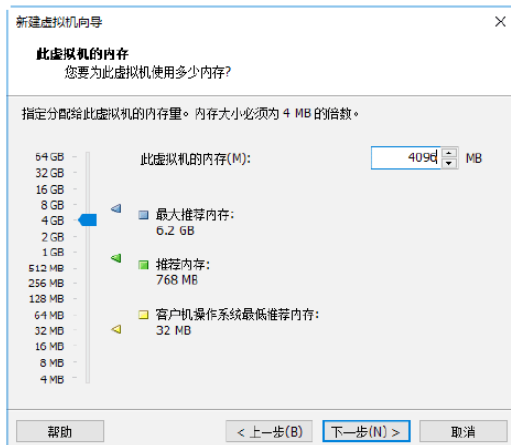 新建虚拟机向导
此虚拟机的内存
您要为此虚拟机使用多少内存?
指定分配给此虚拟机的内存量。内存大小必须为 4 MB 的倍数。
64 GB
此虚拟机的内存(M):
4096
MB
32 GB
16 GB
8 GB
最大推荐内存:
4 GB
6.2 GB
2 GB
1 GB
推荐内存:
512 MB
768 MB
256 MB
128 MB
64 MB
客户机操作系统最低推荐内存:
32 MB
32 MB
16 MB
8 MB
4 MB
帮助
< 上一步(B)
下一步(N) >
取消